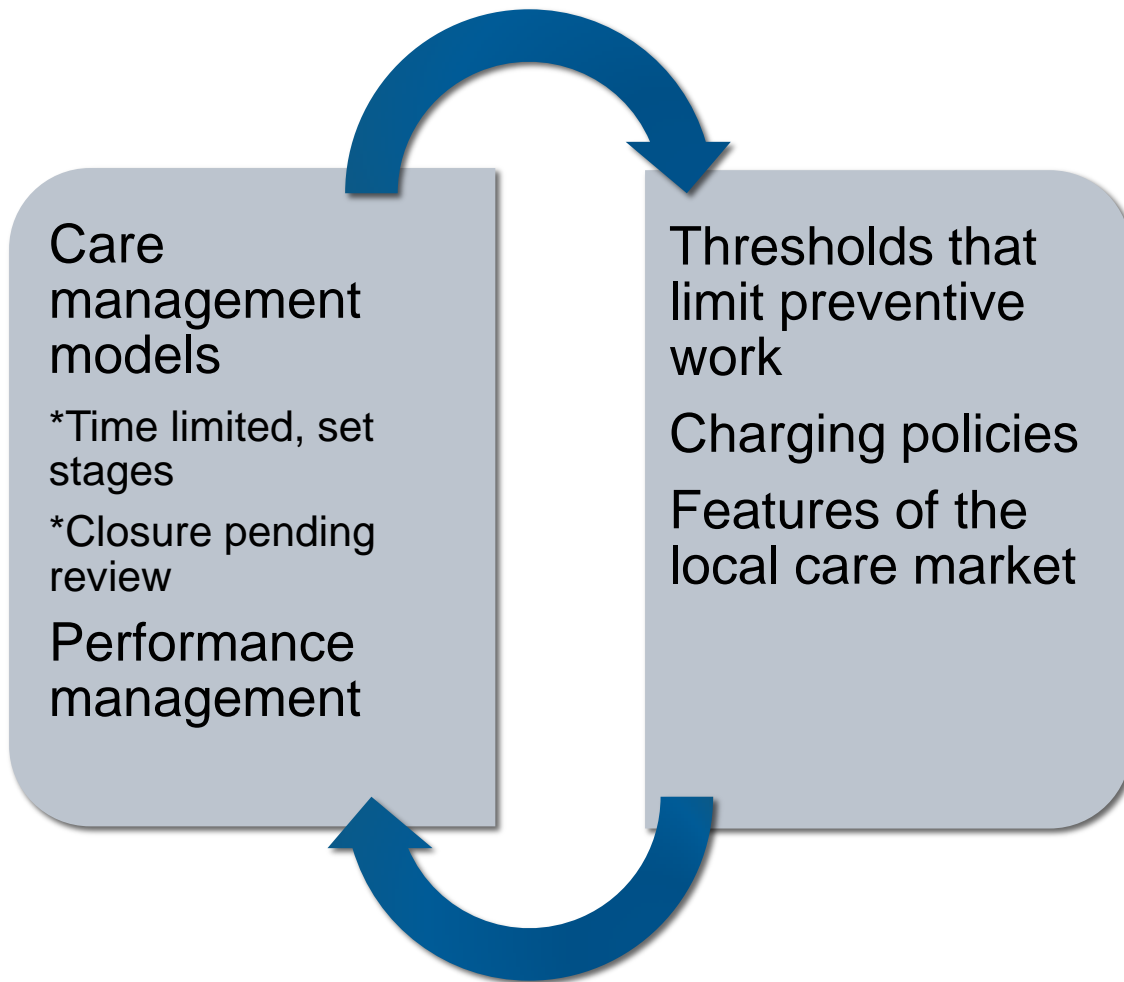 Care
management
models
*Time limited, set
stages
*Closure pending
review
Performance
management
Thresholds that
limit preventive
work
Charging policies
Features of the
local care market